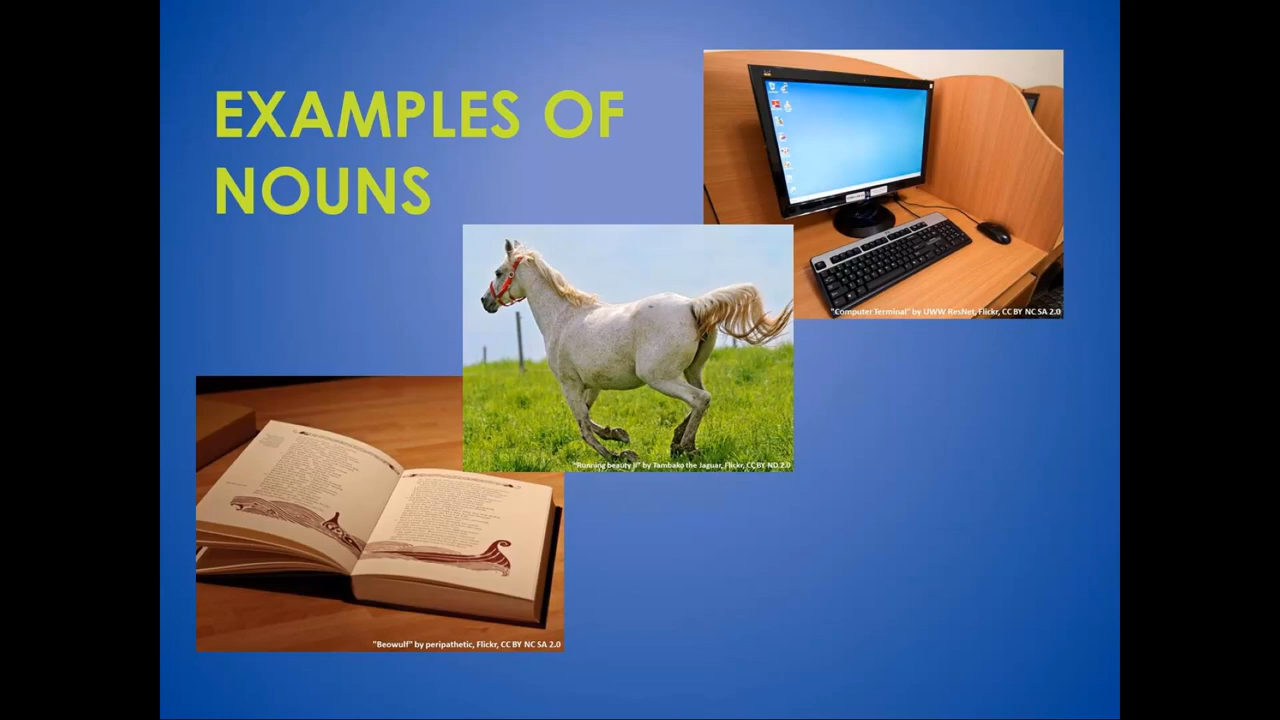 EXAMPLES OF
NOUNS
"Computer Terminal" by UWW ResNet, Flickr, CC BY NC SA 2.0
"Running beauty II" by Tambako the Jaguar, Flickr, CC BY ND 2.0
"Beowulf" by peripathetic, Flickr, CC BY NC SA 2.0